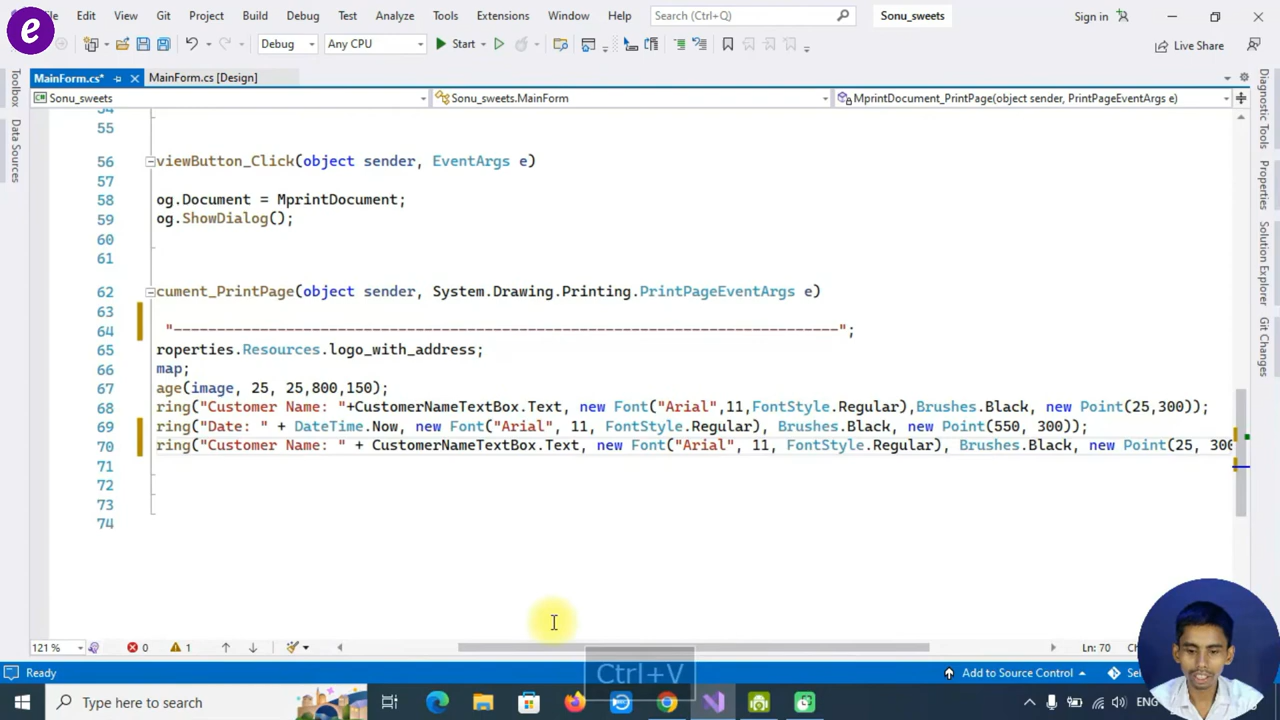 e
File Edit View Git Project Build Debug Test Analyze Tools Extensions Window Help Search (Ctrl+Q) Sonu_sweets Sign in
Debug Any CPU Start Live Share
MainForm.cs* MainForm.cs [Design]
Sonu_sweets Sonu_sweets.MainForm MprintDocument_PrintPage(object sender, PrintPageEventArgs e)
Toolbox
Data Sources
Diagnostic Tools
Properties
Solution Explorer
Git Changes
54
55
56 viewButton_Click(object sender, EventArgs e)
57
58 og.Document = MprintDocument;
59 og.ShowDialog();
60
61
62 cument_PrintPage(object sender, System.Drawing.Printing.PrintPageEventArgs e)
63
64 "-----------------------------------------------------------------------------";
65 roperties.Resources.logo_with_address;
66 map;
67 age(image, 25, 25,800,150);
68 ring("Customer Name: "+CustomerNameTextBox.Text, new Font("Arial",11,FontStyle.Regular),Brushes.Black, new Point(25,300));
69 ring("Date: " + DateTime.Now, new Font("Arial", 11, FontStyle.Regular), Brushes.Black, new Point(550, 300));
70 ring("Customer Name: " + CustomerNameTextBox.Text, new Font("Arial", 11, FontStyle.Regular), Brushes.Black, new Point(25, 300
71
72
73
74
121 % 0 1 Ln: 70
Ctrl+V
Ready Add to Source Control
Type here to search ENG